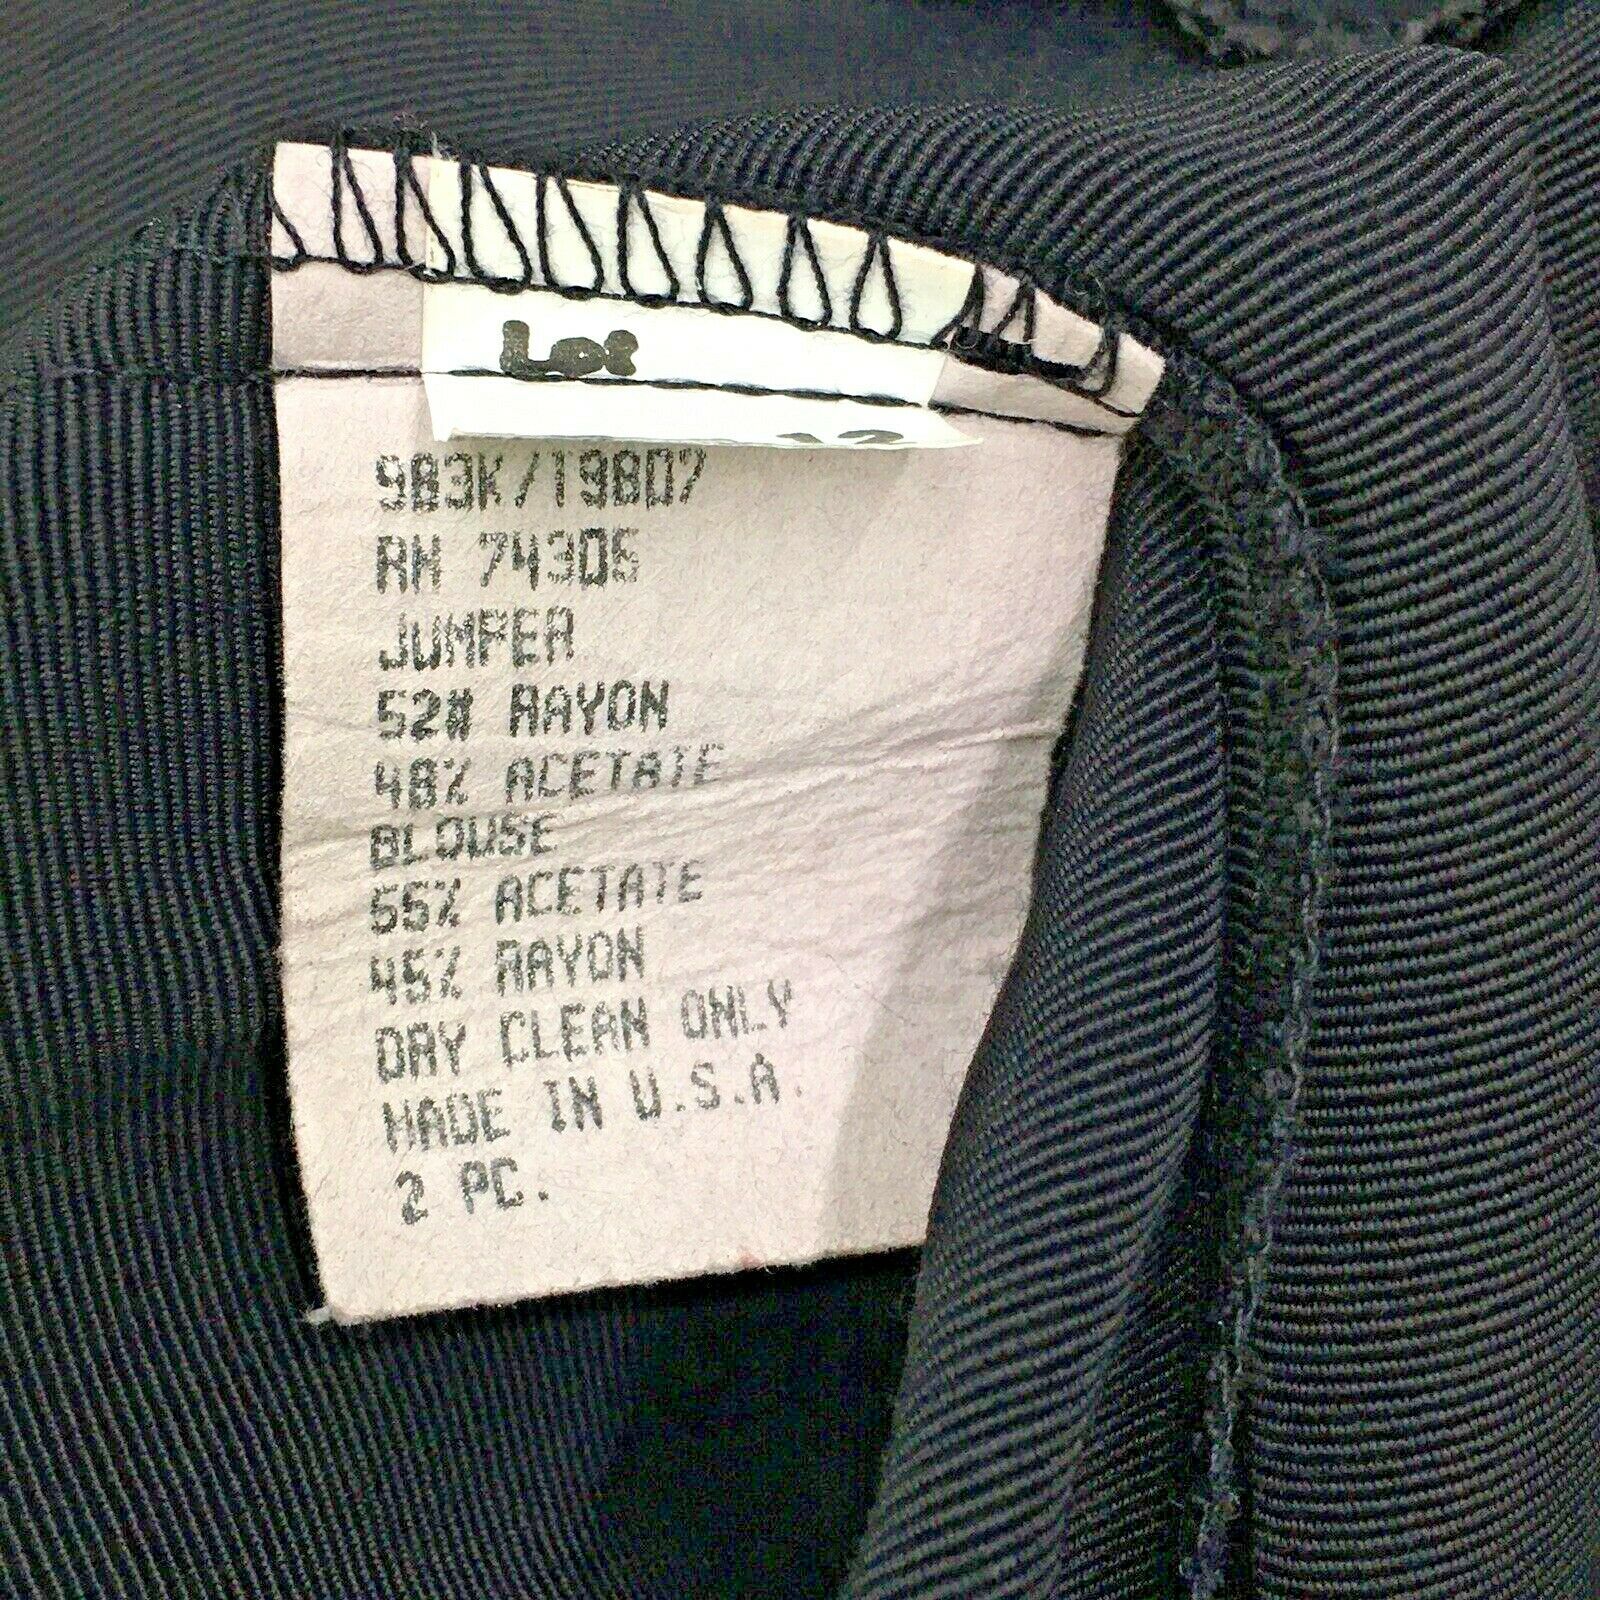 Lot
983K/19807
RN 74305
JUMPER
52% RAYON
48% ACETATE
BLOUSE
55% ACETATE
45% RAYON
DRY CLEAN ONLY
MADE IN U.S.A.
2 PC.